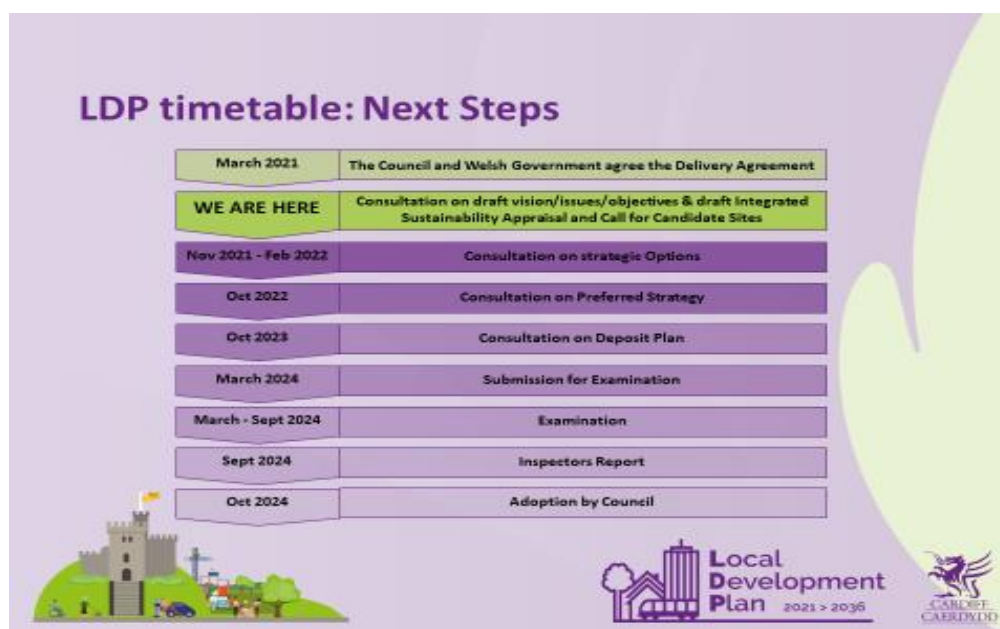 LDP timetable: Next Steps
March 2021
The Council and Welsh Government agree the Delivery Agreement
WE ARE HERE
Consultation on draft vision/issues/objectives & draft Integrated
Sustainability Appraisal and Call for Candidate Sites
Nov 2021 - Feb 2022
Consultation on strategic Options
Oct 2022
Consultation on Preferred Strategy
Oct 2023
Consultation on Deposit Plan
March 2024
Submission for Examination
March - Sept 2024
Examination
Sept 2024
Inspectors Report
Oct 2024
Adoption by Council
Local
Development
Plan 2021 > 2036
CARDIFF
CAERDYDD